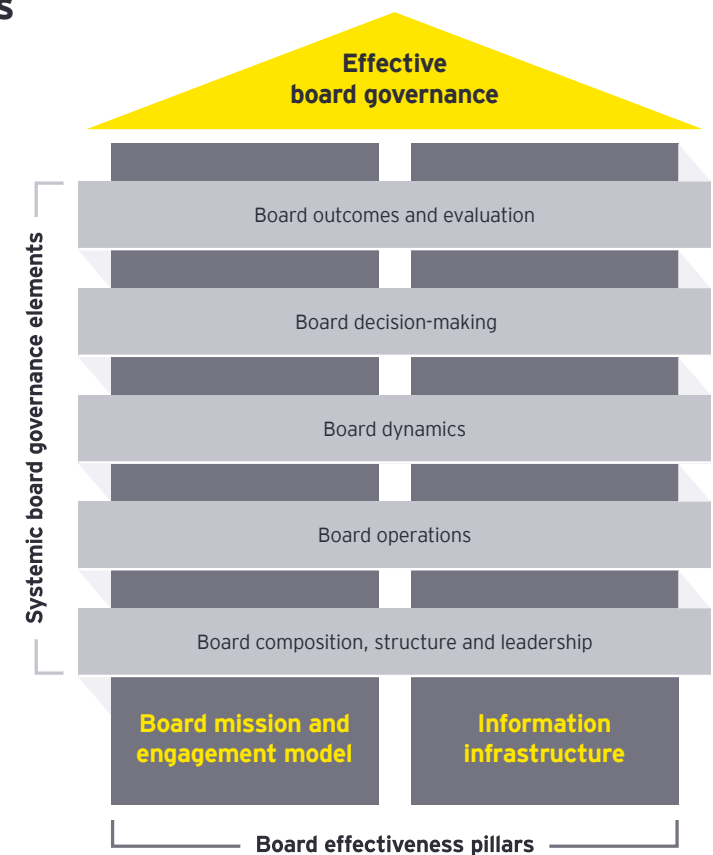 s
Effective
board governance
Systemic board governance elements
Board outcomes and evaluation
Board decision-making
Board dynamics
Board operations
Board composition, structure and leadership
Board mission and
engagement model
Information
infrastructure
Board effectiveness pillars